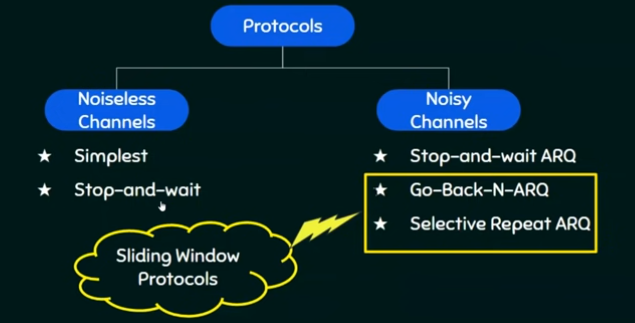 Protocols
Noiseless
Channels
★ Simplest
★ Stop-and-wait
Noisy
Channels
★ Stop-and-wait ARQ
★ Go-Back-N-ARQ
★ Selective Repeat ARQ
Sliding Window
Protocols